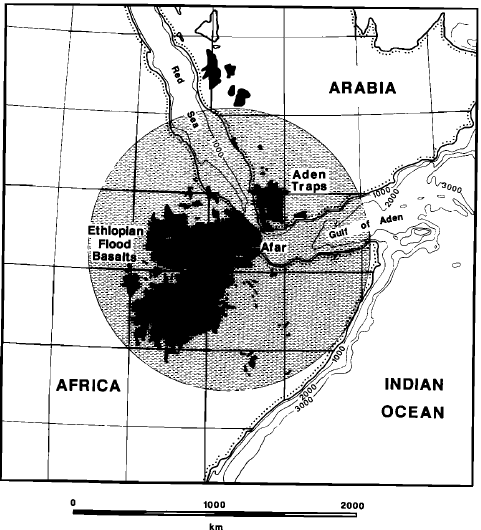 ARABIA
Red
Sea
1000
Aden
Traps
1000
2000
3000
Gulf of Aden
Ethiopian
Flood
Basalts
Afar
AFRICA
1000
2000
3000
INDIAN
OCEAN
0 1000 2000
km